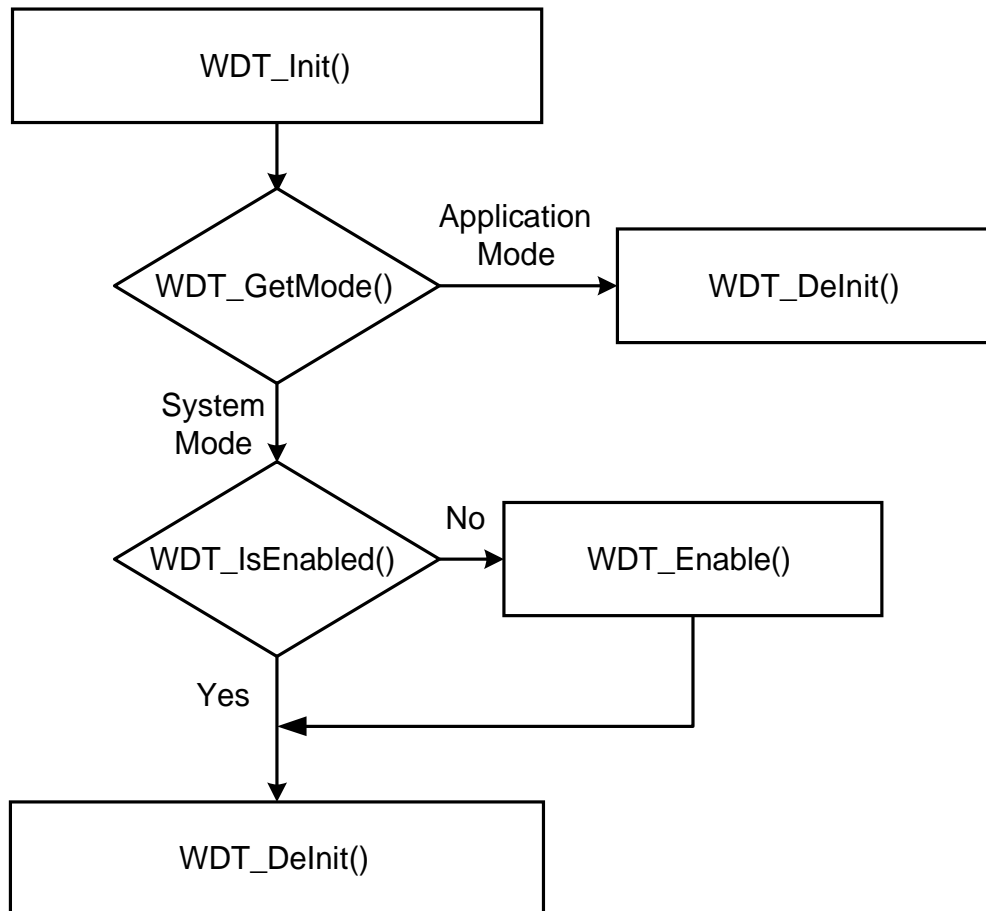 WDT_Init()
WDT_GetMode()
Application
Mode
WDT_DeInit()
System
Mode
WDT_IsEnabled()
No
WDT_Enable()
Yes
WDT_DeInit()